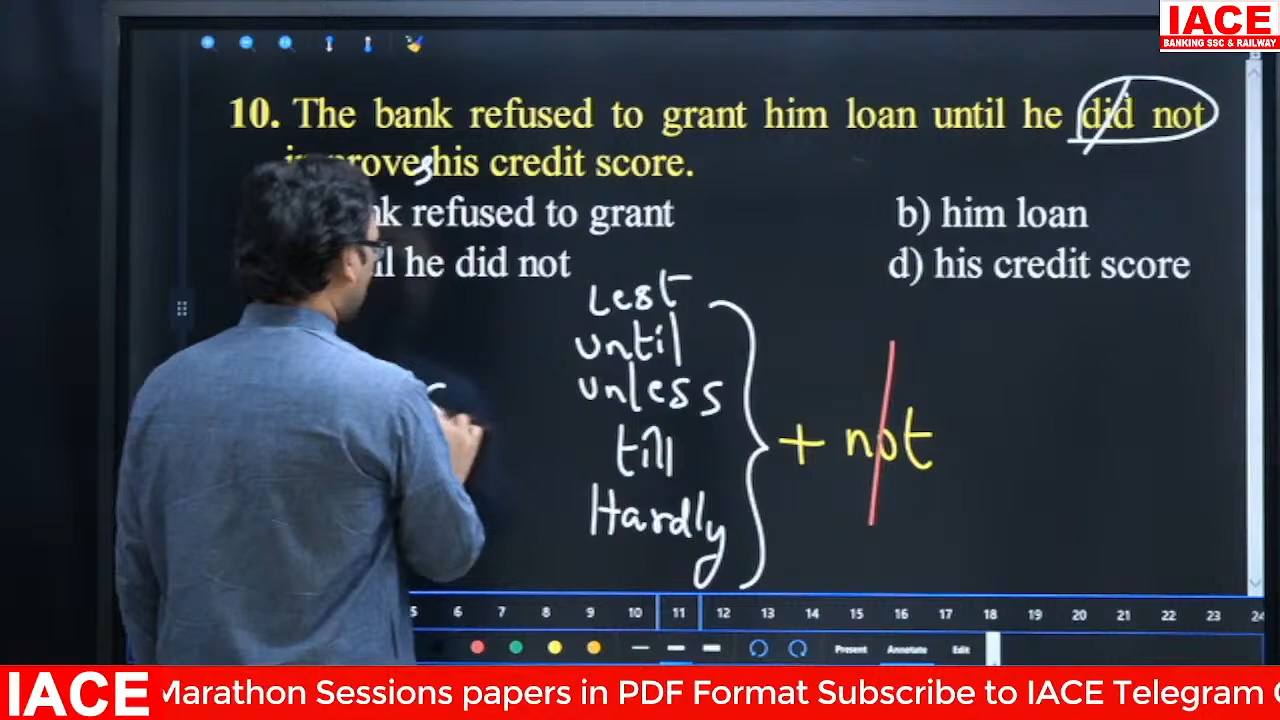 IACE
BANKING SSC & RAILWAY
10. The bank refused to grant him loan until he did not
his credit score.
refused to grant
b) him loan
he did not
d) his credit score
Lest
until
unless
till
Hardly
+ not
5 6 7 8 9 10 11 12 13 14 15 16 17 18 19 20 21 22 23 24
Present Annotate Edit
IACE Marathon Sessions papers in PDF Format Subscribe to IACE Telegram